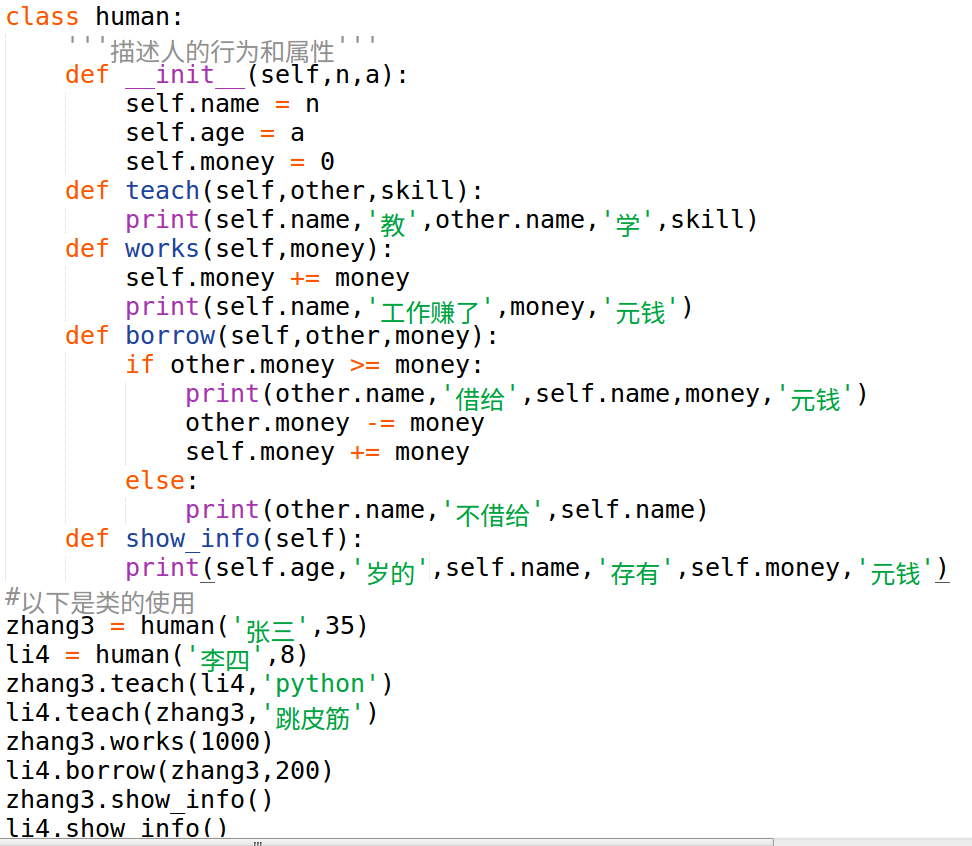 class human:
    '''描述人的行为和属性'''
    def __init__(self,n,a):
        self.name = n
        self.age = a
        self.money = 0
    def teach(self,other,skill):
        print(self.name,'教',other.name,'学',skill)
    def works(self,money):
        self.money += money
        print(self.name,'工作赚了',money,'元钱')
    def borrow(self,other,money):
        if other.money >= money:
            print(other.name,'借给',self.name,money,'元钱')
            other.money -= money
            self.money += money
        else:
            print(other.name,'不借给',self.name)
    def show_info(self):
        print(self.age,'岁的',self.name,'存有',self.money,'元钱')
#以下是类的使用
zhang3 = human('张三',35)
li4 = human('李四',8)
zhang3.teach(li4,'python')
li4.teach(zhang3,'跳皮筋')
zhang3.works(1000)
li4.borrow(zhang3,200)
zhang3.show_info()
li4.show_info()